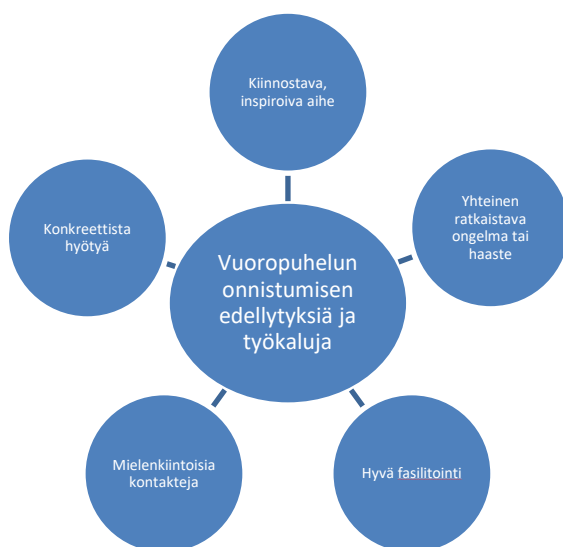 Kiinnostava,
inspiroiva aihe
Yhteinen
ratkaistava
ongelma tai
haaste
Konkreettista
hyötyä
Vuoropuhelun
onnistumisen
edellytyksiä ja
työkaluja
Mielenkiintoisia
kontakteja
Hyvä fasilitointi